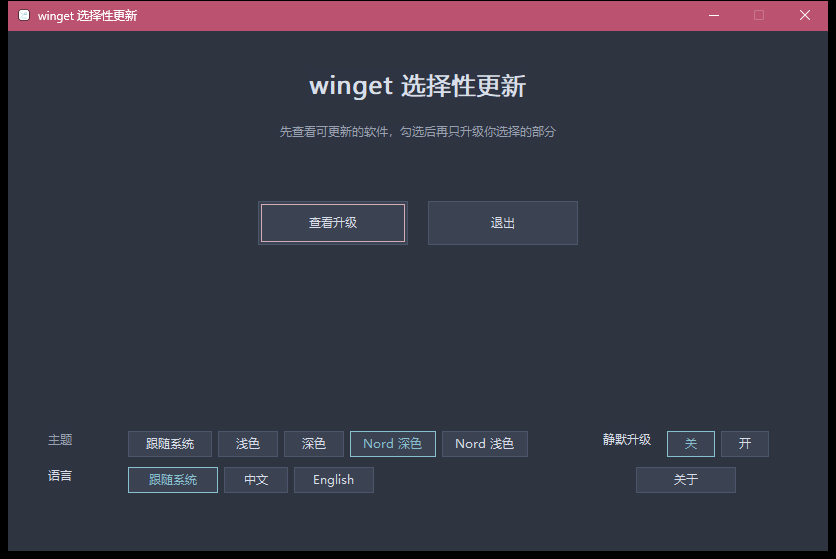 winget 选择性更新
winget 选择性更新
先查看可更新的软件，勾选后再只升级你选择的部分
查看升级 退出
主题 跟随系统 浅色 深色 Nord 深色 Nord 浅色 静默升级 关 开
语言 跟随系统 中文 English 关于